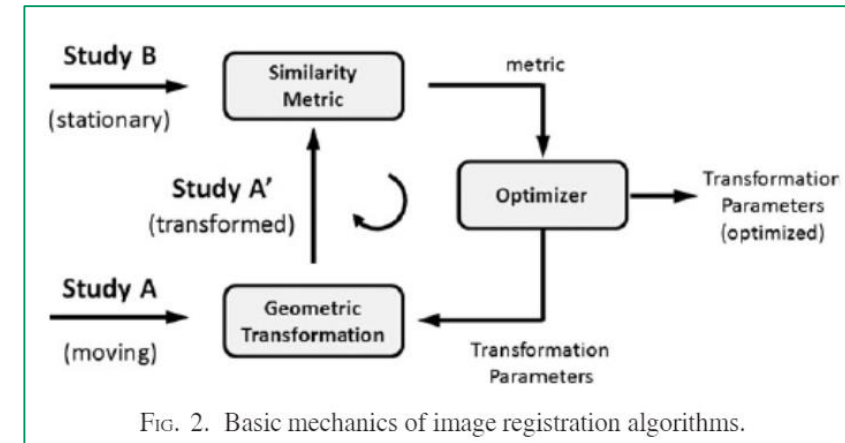 Study B
(stationary)
Similarity
Metric
metric
Study A'
(transformed)
Optimizer
Transformatior
Parameters
(optimized)
Study A
(moving)
Geometric
Transformation
Transformation
Parameters
FIG. 2. Basic mechanics of image registration algorithms.